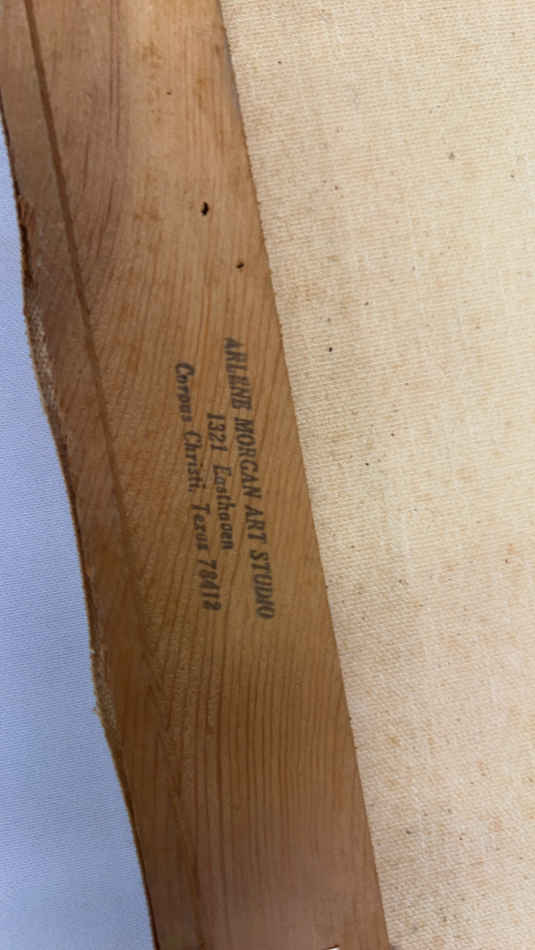 ARLENE MORGAN ART STUDIO
1321 Easthaven
Corpus Christi, Texas 78412